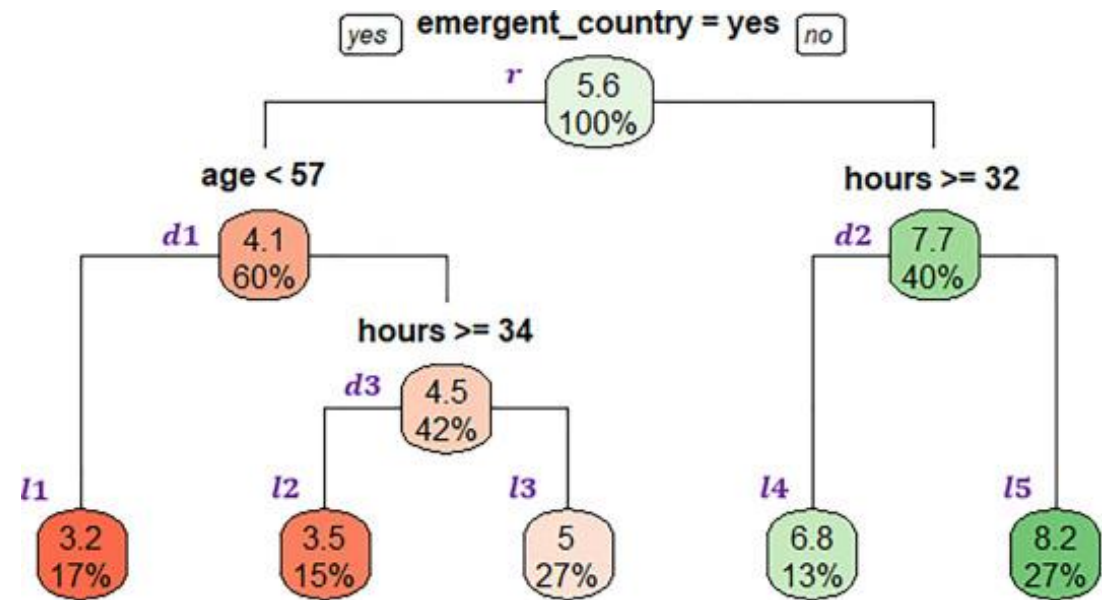 yes emergent_country = yes no
r
5.6
100%
age < 57
hours >= 32
d1
4.1
60%
d2
7.7
40%
hours >= 34
d3
4.5
42%
l1
3.2
17%
l2
3.5
15%
l3
5
27%
l4
6.8
13%
l5
8.2
27%